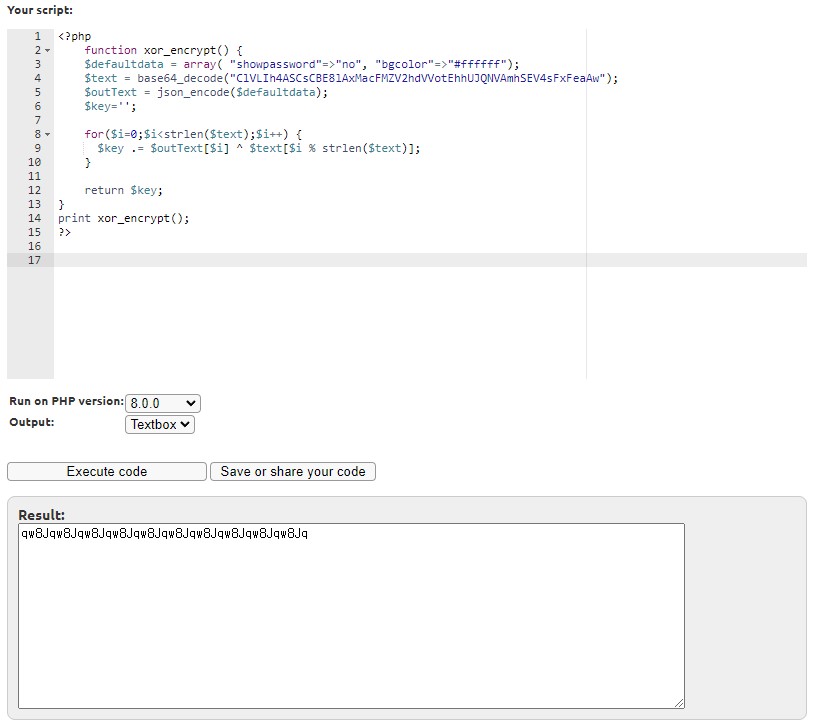 Your script:
1 <?php
2 function xor_encrypt() {
3 $defaultdata = array( "showpassword"=>"no", "bgcolor"=>"#ffffff");
4 $text = base64_decode("ClVLIh4ASCsCBE8lAxMacFMZV2hdVVotEhhUJQNVAmhSEV4sFxFeaAw");
5 $outText = json_encode($defaultdata);
6 $key='';
7
8 for($i=0;$i<strlen($text);$i++) {
9 $key .= $outText[$i] ^ $text[$i % strlen($text)];
10 }
11
12 return $key;
13 }
14 print xor_encrypt();
15 ?>
16
17
Run on PHP version: 8.0.0
Output: Textbox
Execute code Save or share your code
Result:
qw8Jqw8Jqw8Jqw8Jqw8Jqw8Jqw8Jqw8Jqw8Jqw8Jq